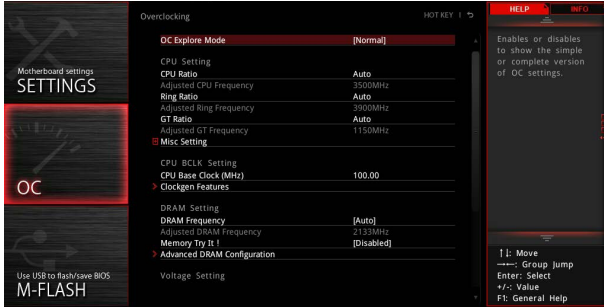 Overclocking
HOT KEY | ↰
HELP
INFO
Motherboard settings
SETTINGS
OC
Use USB to flash/save BIOS
M-FLASH
OC Explore Mode [Normal]
CPU Setting
CPU Ratio Auto
Adjusted CPU Frequency 3500MHz
Ring Ratio Auto
Adjusted Ring Frequency 3900MHz
GT Ratio Auto
Adjusted GT Frequency 1150MHz
Misc Setting
CPU BCLK Setting
CPU Base Clock (MHz) 100.00
Clockgen Features
DRAM Setting
DRAM Frequency [Auto]
Adjusted DRAM Frequency 2133MHz
Memory Try It ! [Disabled]
Advanced DRAM Configuration
Voltage Setting
Enables or disables
to show the simple
or complete version
of OC settings.
↑↓: Move
→←: Group Jump
Enter: Select
+/-: Value
F1: General Help